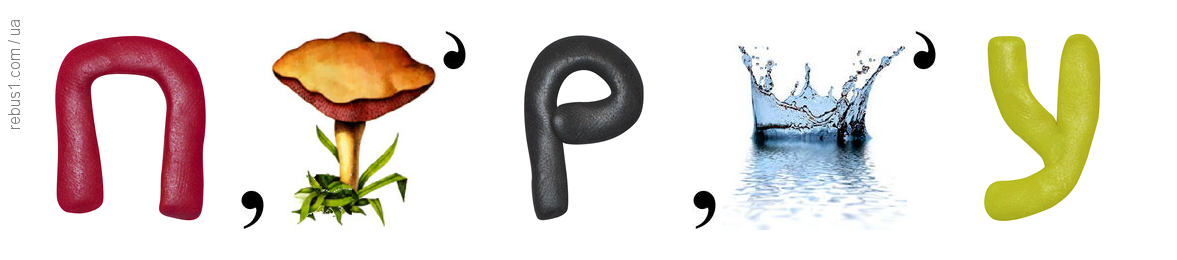 rebus1.com / ua
П , ’ Р , ’ У